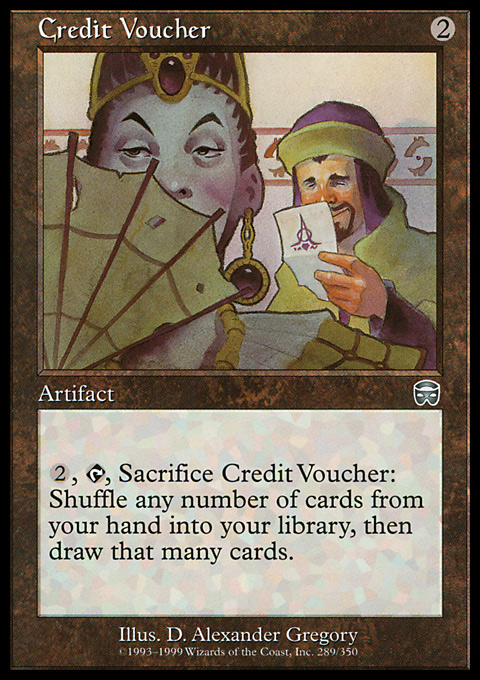 Credit Voucher 2
Artifact
2, , Sacrifice Credit Voucher:
Shuffle any number of cards from
your hand into your library, then
draw that many cards.
Illus. D. Alexander Gregory
©1993–1999 Wizards of the Coast, Inc. 289/350